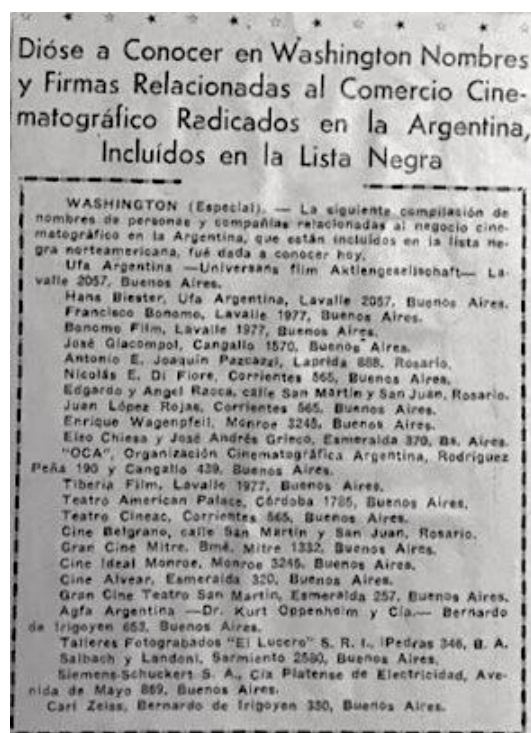 Dióse a Conocer en Washington Nombres
y Firmas Relacionadas al Comercio Cine-
matográfico Radicados en la Argentina,
Incluídos en la Lista Negra
WASHINGTON (Especial). — La siguiente compilación de
nombres de personas y compañías relacionadas al negocio cine-
matográfico en la Argentina, que están incluídos en la lista ne-
gra norteamericana, fué dada a conocer hoy.
Ufa Argentina —Universans film Aktiengesellschaft— La-
valle 2057, Buenos Aires.
Hans Biester, Ufa Argentina, Lavalle 2057, Buenos Aires.
Francisco Bonomo, Lavalle 1977, Buenos Aires.
Bonomo Film, Lavalle 1977, Buenos Aires.
José Giacompol, Cangallo 1570, Buenos Aires.
Antonio E. Joaquín Pazcazzi, Laprida 888, Rosario.
Nicolás E. Di Fiore, Corrientes 565, Buenos Aires.
Edgardo y Angel Racca, calle San Martín y San Juan, Rosario.
Juan López Rojas, Corrientes 565, Buenos Aires.
Enrique Wagenpfeil, Monroe 3245, Buenos Aires.
Elso Chiesa y José Andrés Grieco, Esmeralda 370, Bs. Aires.
"OCA", Organización Cinematográfica Argentina, Rodríguez
Peña 190 y Cangallo 439, Buenos Aires.
Tiberia Film, Lavalle 1977, Buenos Aires.
Teatro American Palace, Córdoba 1785, Buenos Aires.
Teatro Cineac, Corrientes 565, Buenos Aires.
Cine Belgrano, calle San Martín y San Juan, Rosario.
Gran Cine Mitre, Bmé. Mitre 1332, Buenos Aires.
Cine Ideal Monroe, Monroe 3245, Buenos Aires.
Cine Alvear, Esmeralda 320, Buenos Aires.
Gran Cine Teatro San Martín, Esmeralda 257, Buenos Aires.
Agfa Argentina —Dr. Kurt Oppenheim y Cía.— Bernardo
de Irigoyen 653, Buenos Aires.
Talleres Fotograbados "El Lucero" S. R. l., Piedras 346, B. A.
Salbach y Landoni, Sarmiento 2580, Buenos Aires.
Siemens-Schuckert S. A., Cía Platense de Electricidad, Ave-
nida de Mayo 869, Buenos Aires.
Carl Zeiss, Bernardo de Irigoyen 330, Buenos Aires.